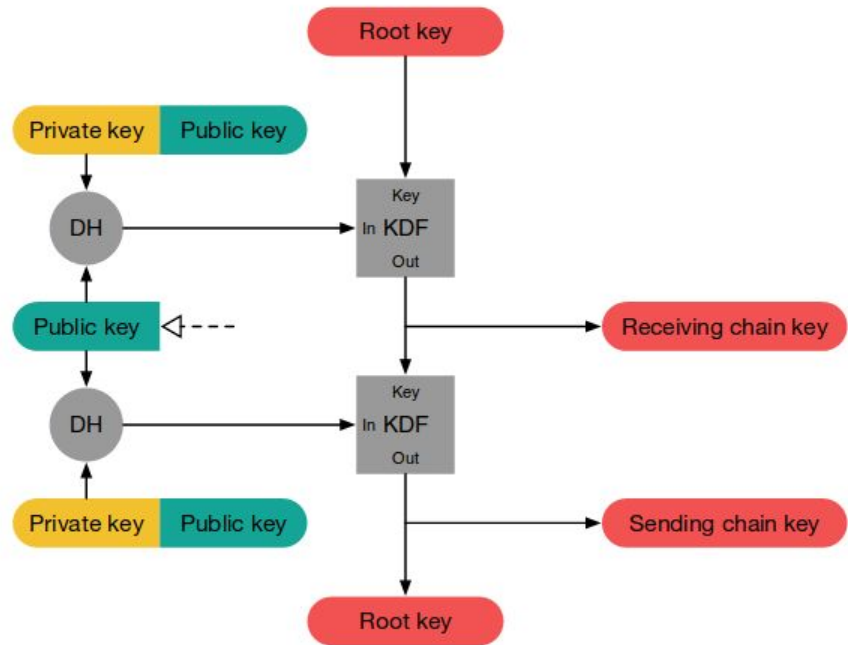 Root key
Private key Public key
Key
DH In KDF
Out
Public key Receiving chain key
Key
DH In KDF
Out
Private key Public key Sending chain key
Root key